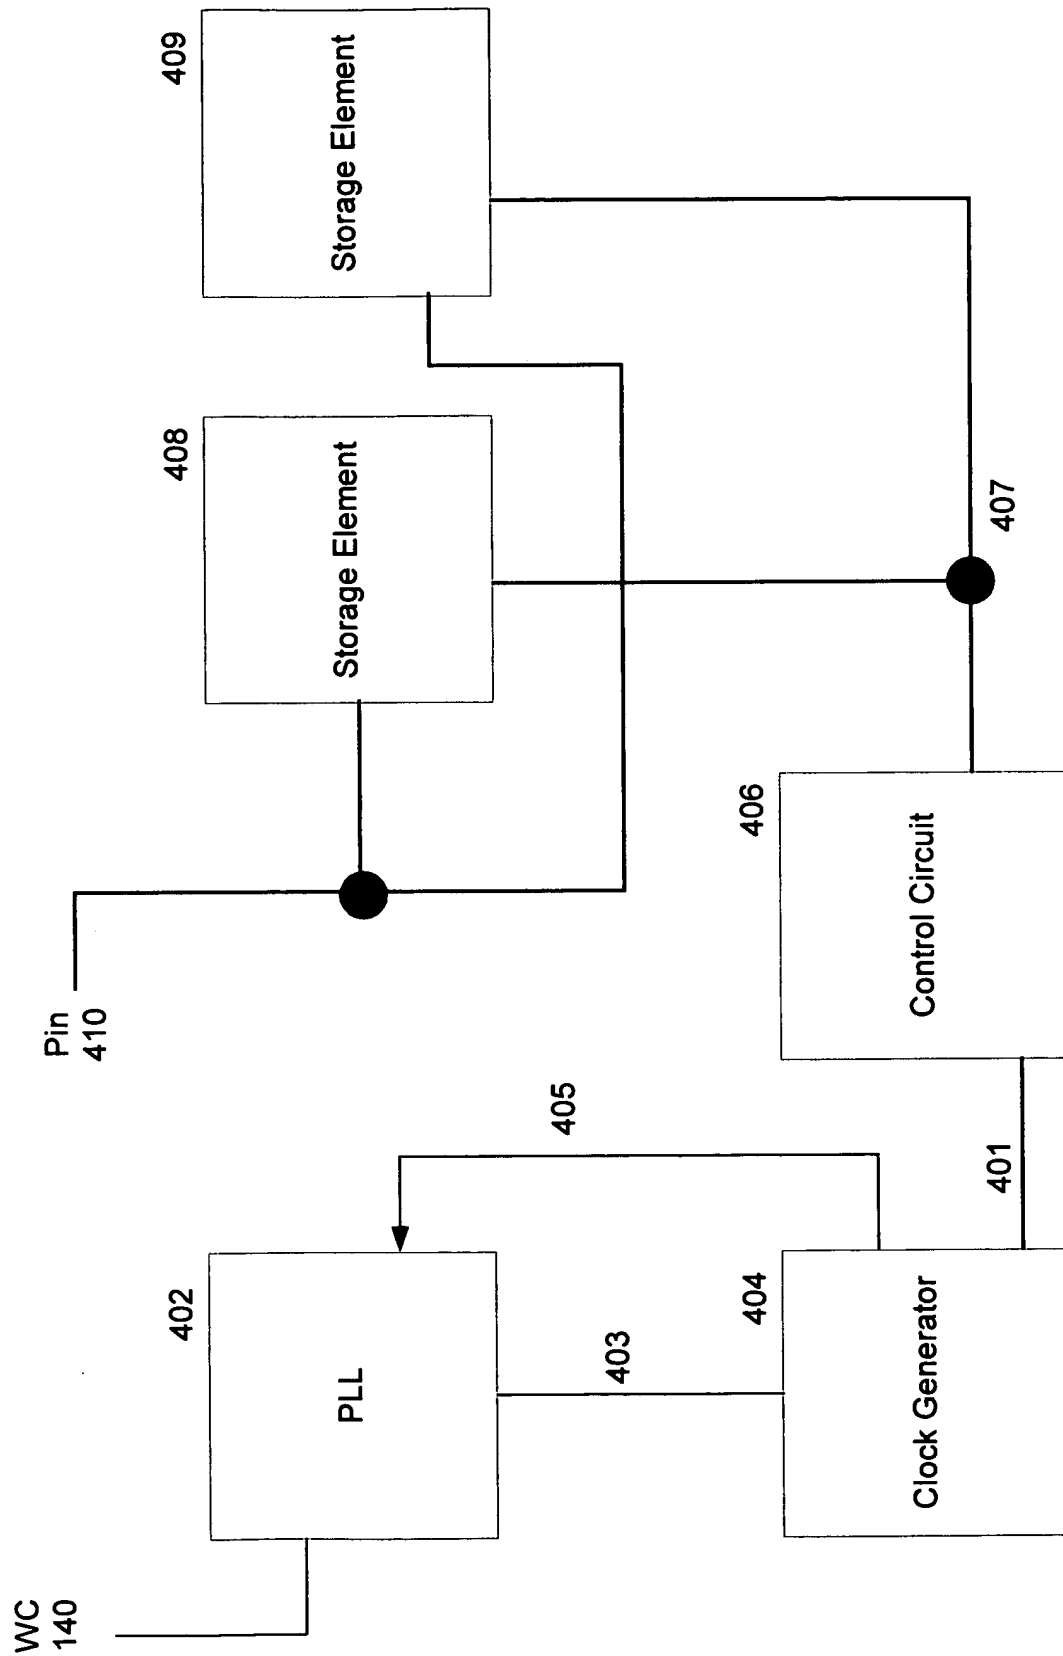 WC
140
402
PLL
403
404
Clock Generator
405
401
Pin
410
406
Control Circuit
407
408
Storage Element
409
Storage Element